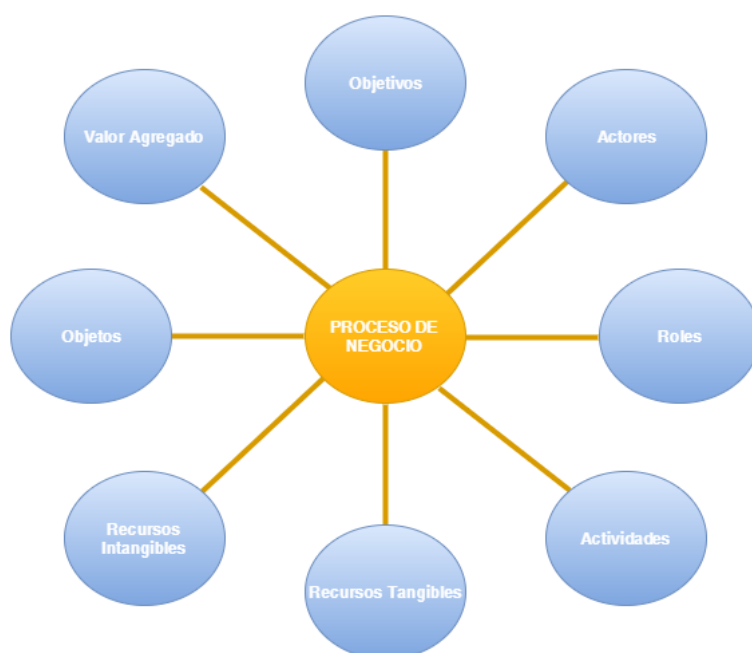 Objetivos
Valor Agregado
Actores
PROCESO DE
NEGOCIO
Objetos
Roles
Recursos
Intangibles
Actividades
Recursos Tangibles